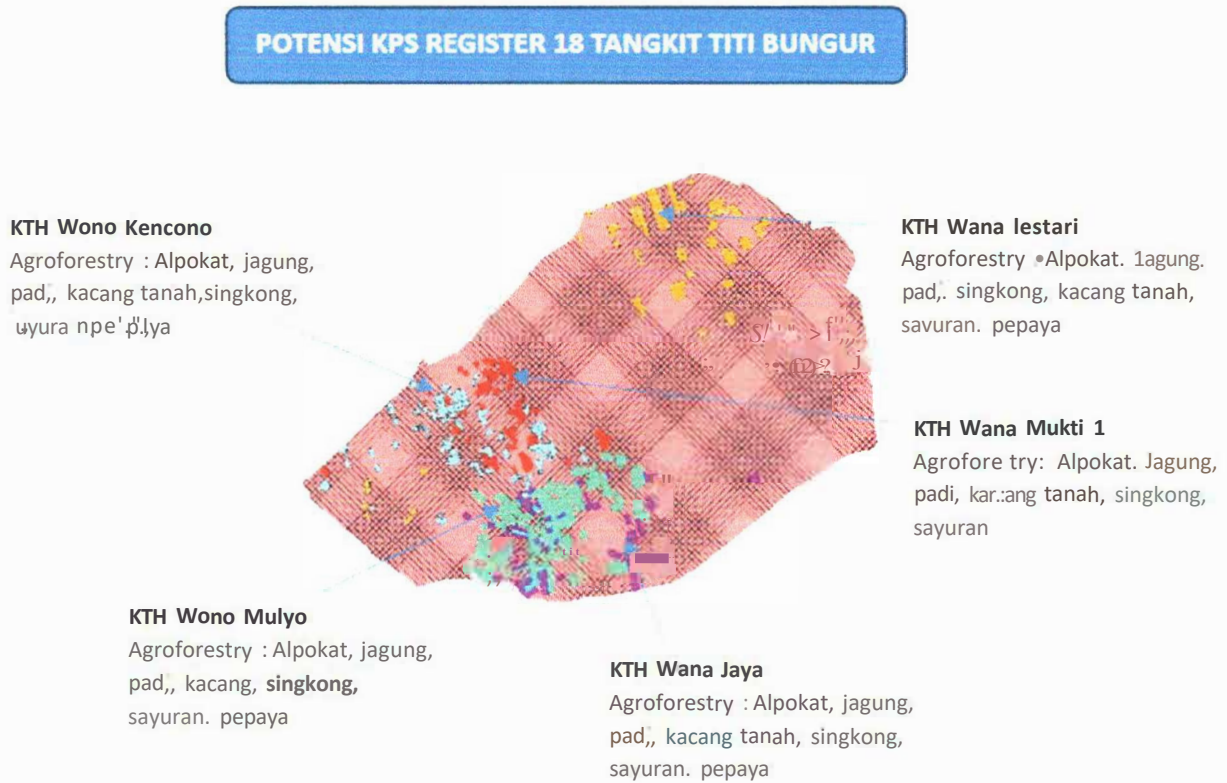 POTENSI KPS REGISTER 18 TANGKIT TITI BUNGUR
KTH Wono Kencono
Agroforestry : Alpokat, jagung,
pad,, kacang tanah,singkong,
KTH Wana lestari
Agroforestry •Alpokat. 1agung.
pad,. singkong, kacang tanah,
savuran. pepaya
KTH Wana Mukti 1
Agrofore try: Alpokat. Jagung,
padi, kar.:ang tanah, singkong,
sayuran
KTH Wono Mulyo
Agroforestry : Alpokat, jagung,
pad,, kacang, singkong,
sayuran. pepaya
KTH Wana Jaya
Agroforestry : Alpokat, jagung,
pad,, kacang tanah, singkong,
sayuran. pepaya